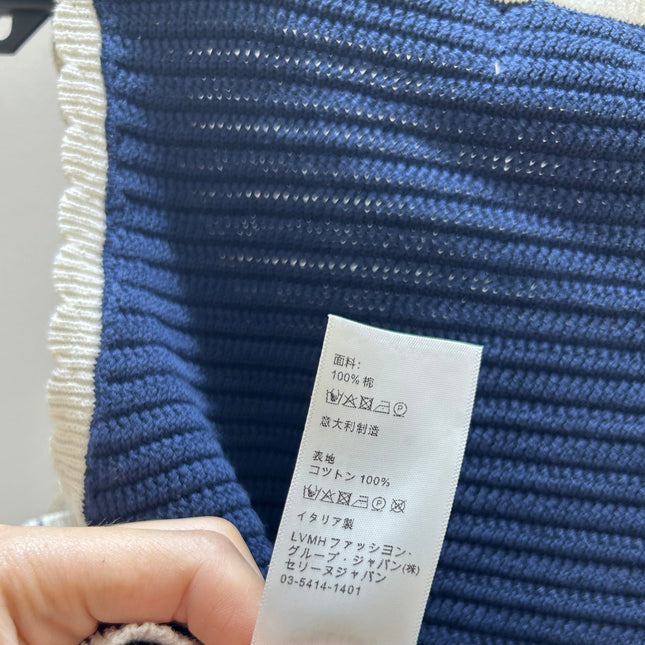 面料:
100% 棉
意大利制造
表地
コットン 100%
イタリア製
LVMH ファッション・
グループ・ジャパン(株)
セリーヌジャパン
03-5414-1401